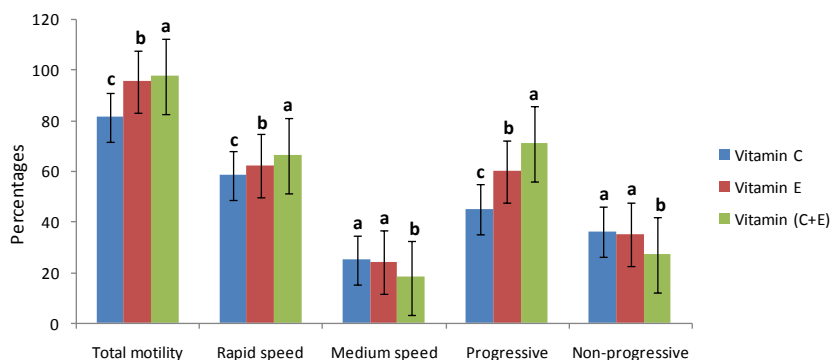 120
100
80
60
40
20
0
Percentages
c b a
c b a
a a b
c b a
a a b
Total motility Rapid speed Medium speed Progressive Non-progressive
Vitamin C
Vitamin E
Vitamin (C+E)